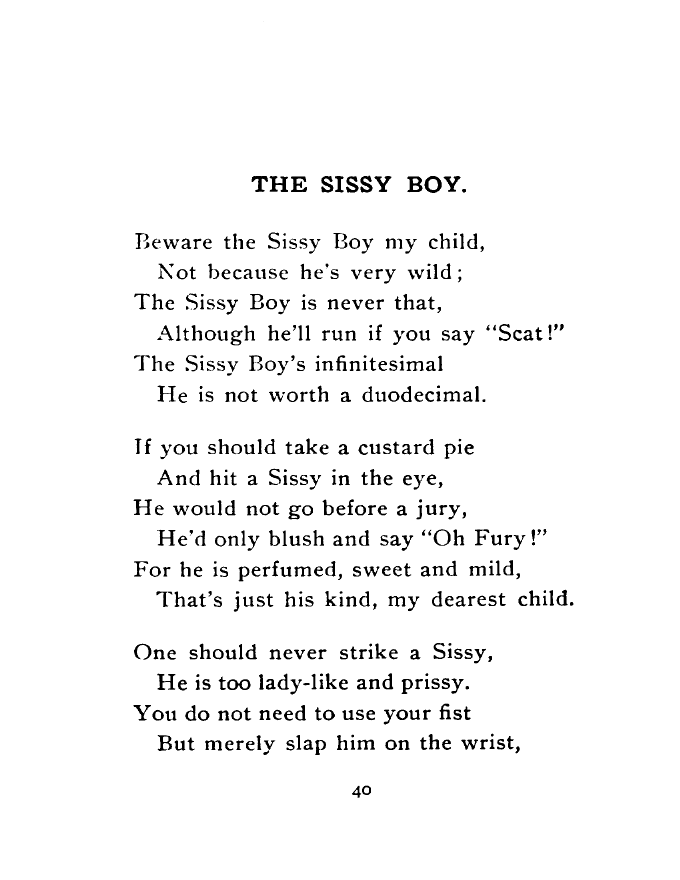 THE SISSY BOY.
Beware the Sissy Boy my child,
Not because he's very wild;
The Sissy Boy is never that,
Although he'll run if you say "Scat!"
The Sissy Boy's infinitesimal
He is not worth a duodecimal.
If you should take a custard pie
And hit a Sissy in the eye,
He would not go before a jury,
He'd only blush and say "Oh Fury!"
For he is perfumed, sweet and mild,
That's just his kind, my dearest child.
One should never strike a Sissy,
He is too lady-like and prissy.
You do not need to use your fist
But merely slap him on the wrist,
40